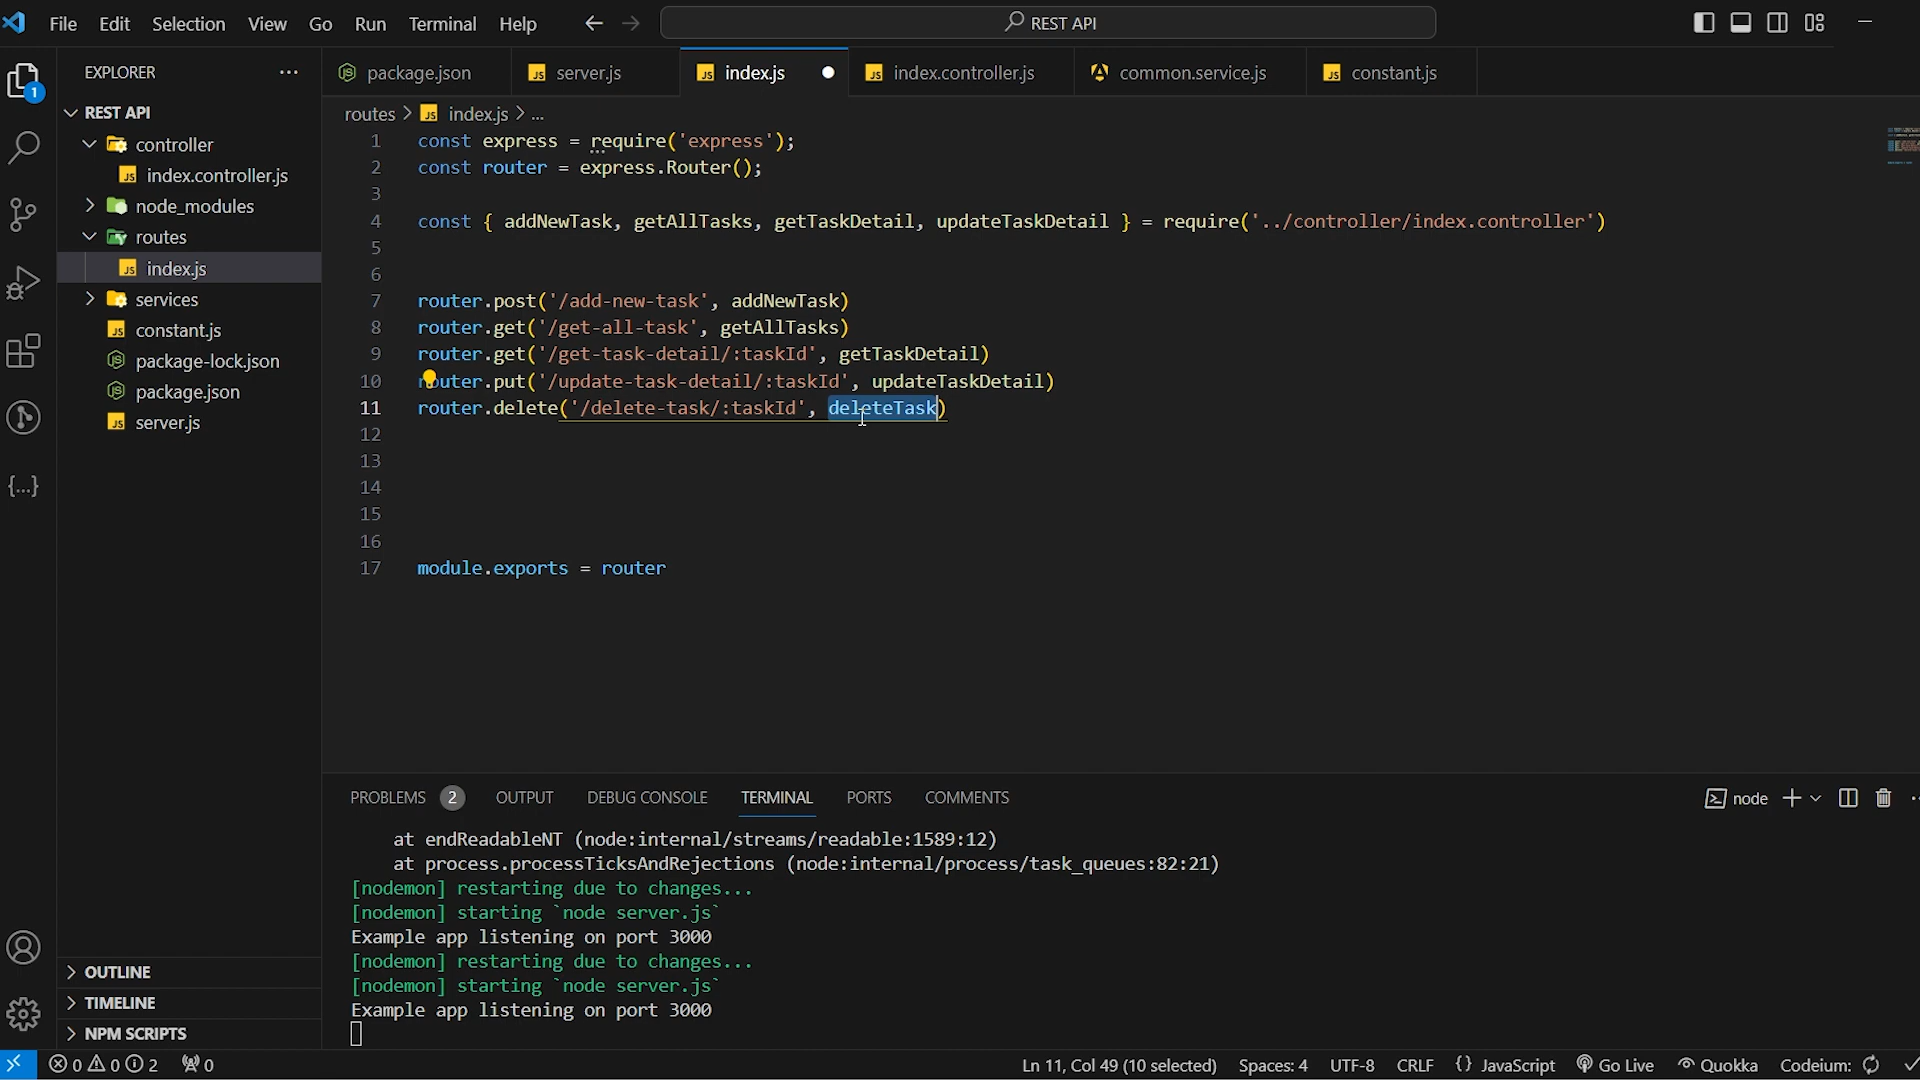 File Edit Selection View Go Run Terminal Help
REST API
EXPLORER
1
REST API
controller
index.controller.js
node_modules
routes
index.js
services
constant.js
package-lock.json
package.json
server.js
OUTLINE
TIMELINE
NPM SCRIPTS
package.json server.js index.js index.controller.js common.service.js constant.js
routes > index.js > ...
1 const express = require('express');
2 const router = express.Router();
3
4 const { addNewTask, getAllTasks, getTaskDetail, updateTaskDetail } = require('../controller/index.controller')
5
6
7 router.post('/add-new-task', addNewTask)
8 router.get('/get-all-task', getAllTasks)
9 router.get('/get-task-detail/:taskId', getTaskDetail)
10 router.put('/update-task-detail/:taskId', updateTaskDetail)
11 router.delete('/delete-task/:taskId', deleteTask)
12
13
14
15
16
17 module.exports = router
PROBLEMS 2 OUTPUT DEBUG CONSOLE TERMINAL PORTS COMMENTS
node
at endReadableNT (node:internal/streams/readable:1589:12)
at process.processTicksAndRejections (node:internal/process/task_queues:82:21)
[nodemon] restarting due to changes...
[nodemon] starting `node server.js`
Example app listening on port 3000
[nodemon] restarting due to changes...
[nodemon] starting `node server.js`
Example app listening on port 3000
0 0 2 0 Ln 11, Col 49 (10 selected) Spaces: 4 UTF-8 CRLF {} JavaScript Go Live Quokka Codeium: